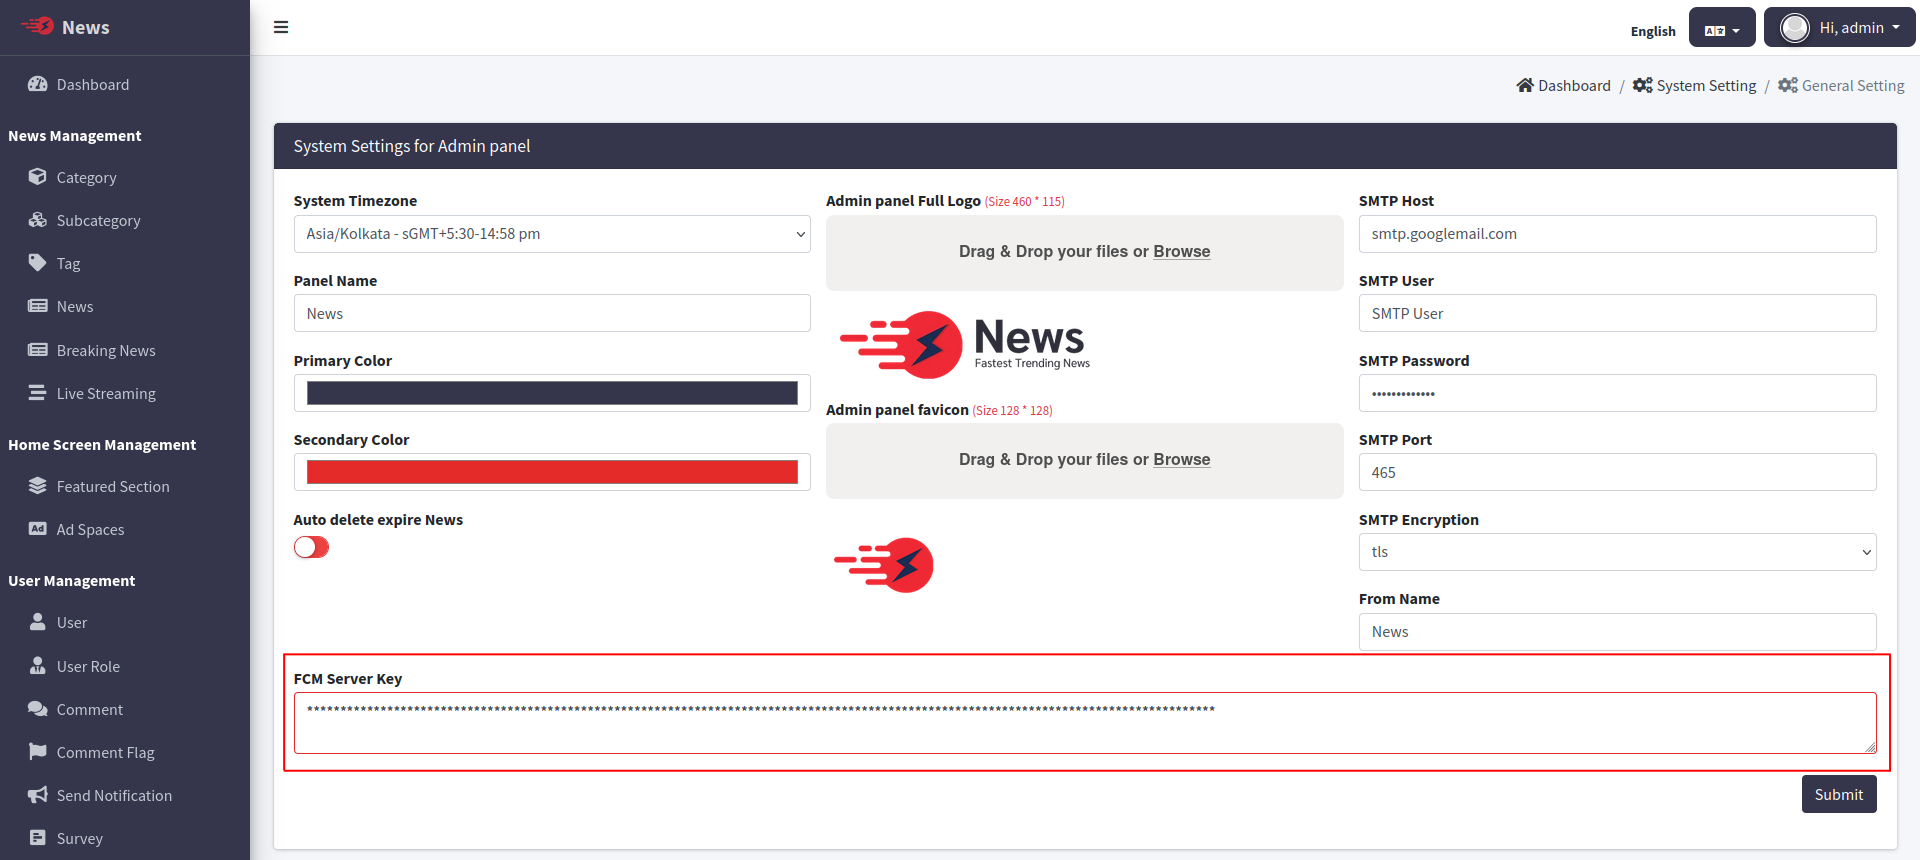 News
English
Hi, admin
Dashboard
News Management
Category
Subcategory
Tag
News
Breaking News
Live Streaming
Home Screen Management
Featured Section
Ad Spaces
User Management
User
User Role
Comment
Comment Flag
Send Notification
Survey
Dashboard / System Setting / General Setting
System Settings for Admin panel
System Timezone
Asia/Kolkata - sGMT+5:30-14:58 pm
Panel Name
News
Primary Color
Secondary Color
Auto delete expire News
Admin panel Full Logo (Size 460 * 115)
Drag & Drop your files or Browse
News
Fastest Trending News
Admin panel favicon (Size 128 * 128)
Drag & Drop your files or Browse
SMTP Host
smtp.googlemail.com
SMTP User
SMTP User
SMTP Password
•••••••••••••
SMTP Port
465
SMTP Encryption
tls
From Name
News
FCM Server Key
Submit